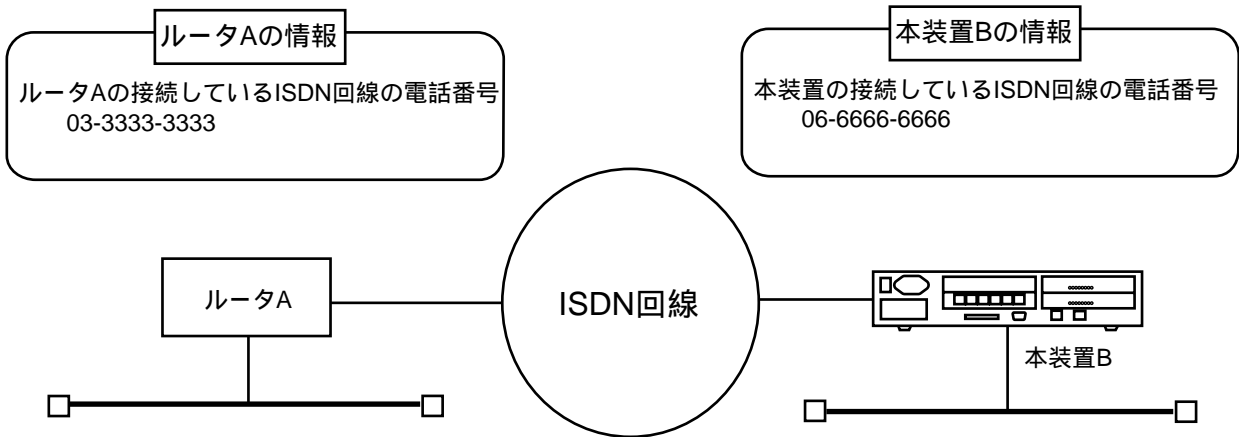 ルータAの情報
ルータAの接続しているISDN回線の電話番号
03-3333-3333
本装置Bの情報
本装置の接続しているISDN回線の電話番号
06-6666-6666
ルータA
ISDN回線
本装置B